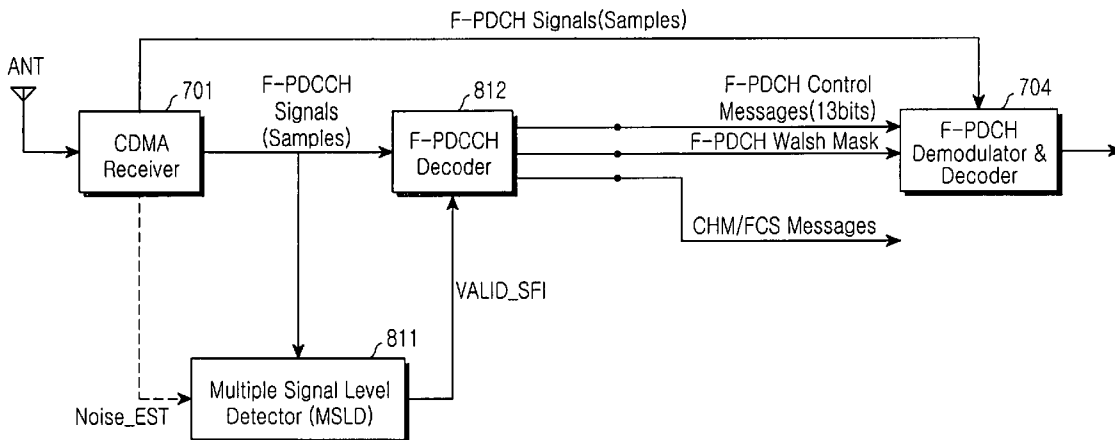 F-PDCH Signals(Samples)
ANT
701
CDMA
Receiver
F-PDCCH
Signals
(Samples)
812
F-PDCCH
Decoder
F-PDCH Control
Messages(13bits)
F-PDCH Walsh Mask
704
F-PDCH
Demodulator &
Decoder
CHM/FCS Messages
VALID_SFI
811
Multiple Signal Level
Detector (MSLD)
Noise_EST